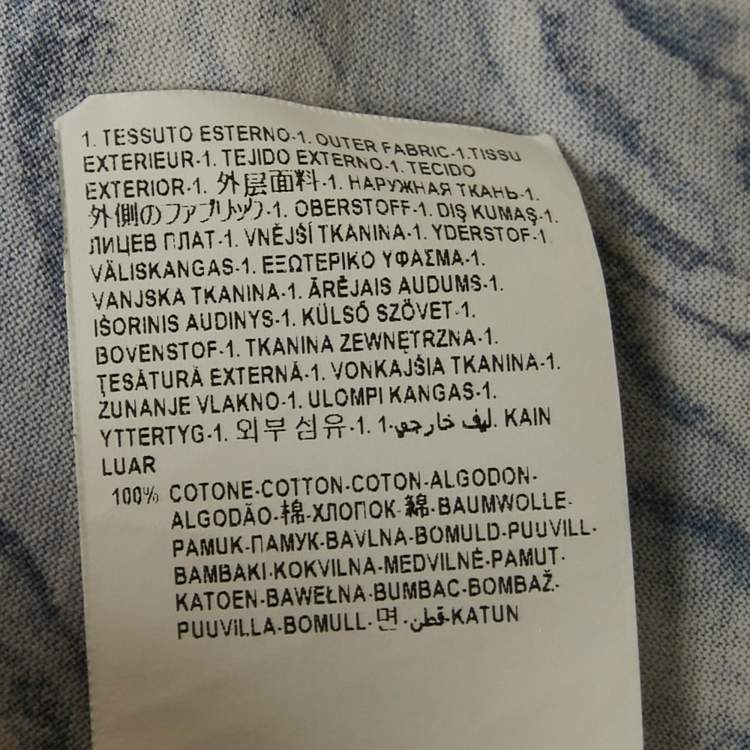 1. TESSUTO ESTERNO-1. OUTER FABRIC-1.TISSU
EXTERIEUR-1. TEJIDO EXTERNO-1. TECIDO
EXTERIOR-1. 外层面料-1. НАРУЖНАЯ ТКАНЬ-1.
外側のファブリック-1. OBERSTOFF-1. DIŞ KUMAŞ-1.
ЛИЦЕВ ПЛАТ-1. VNĚJŠÍ TKANINA-1. YDERSTOF-1.
VÄLISKANGAS-1. ΕΞΩΤΕΡΙΚΟ ΥΦΑΣΜΑ-1.
VANJSKA TKANINA-1. ĀRĒJAIS AUDUMS-1.
IŠORINIS AUDINYS-1. KÜLSŐ SZÖVET-1.
BOVENSTOF-1. TKANINA ZEWNĘTRZNA-1.
ŢESĂTURĂ EXTERNĂ-1. VONKAJŠIA TKANINA-1.
ZUNANJE VLAKNO-1. ULOMPI KANGAS-1.
YTTERTYG-1. 외부 섬유-1. 1-ليف خارجي. KAIN
LUAR
100% COTONE-COTTON-COTON-ALGODON-
ALGODÃO-棉-ХЛОПОК-綿-BAUMWOLLE-
PAMUK-ПАМУК-BAVLNA-BOMULD-PUUVILL-
BAMBAKI-KOKVILNA-MEDVILNĖ-PAMUT-
KATOEN-BAWEŁNA-BUMBAC-BOMBAŽ-
PUUVILLA-BOMULL-면-قطن-KATUN